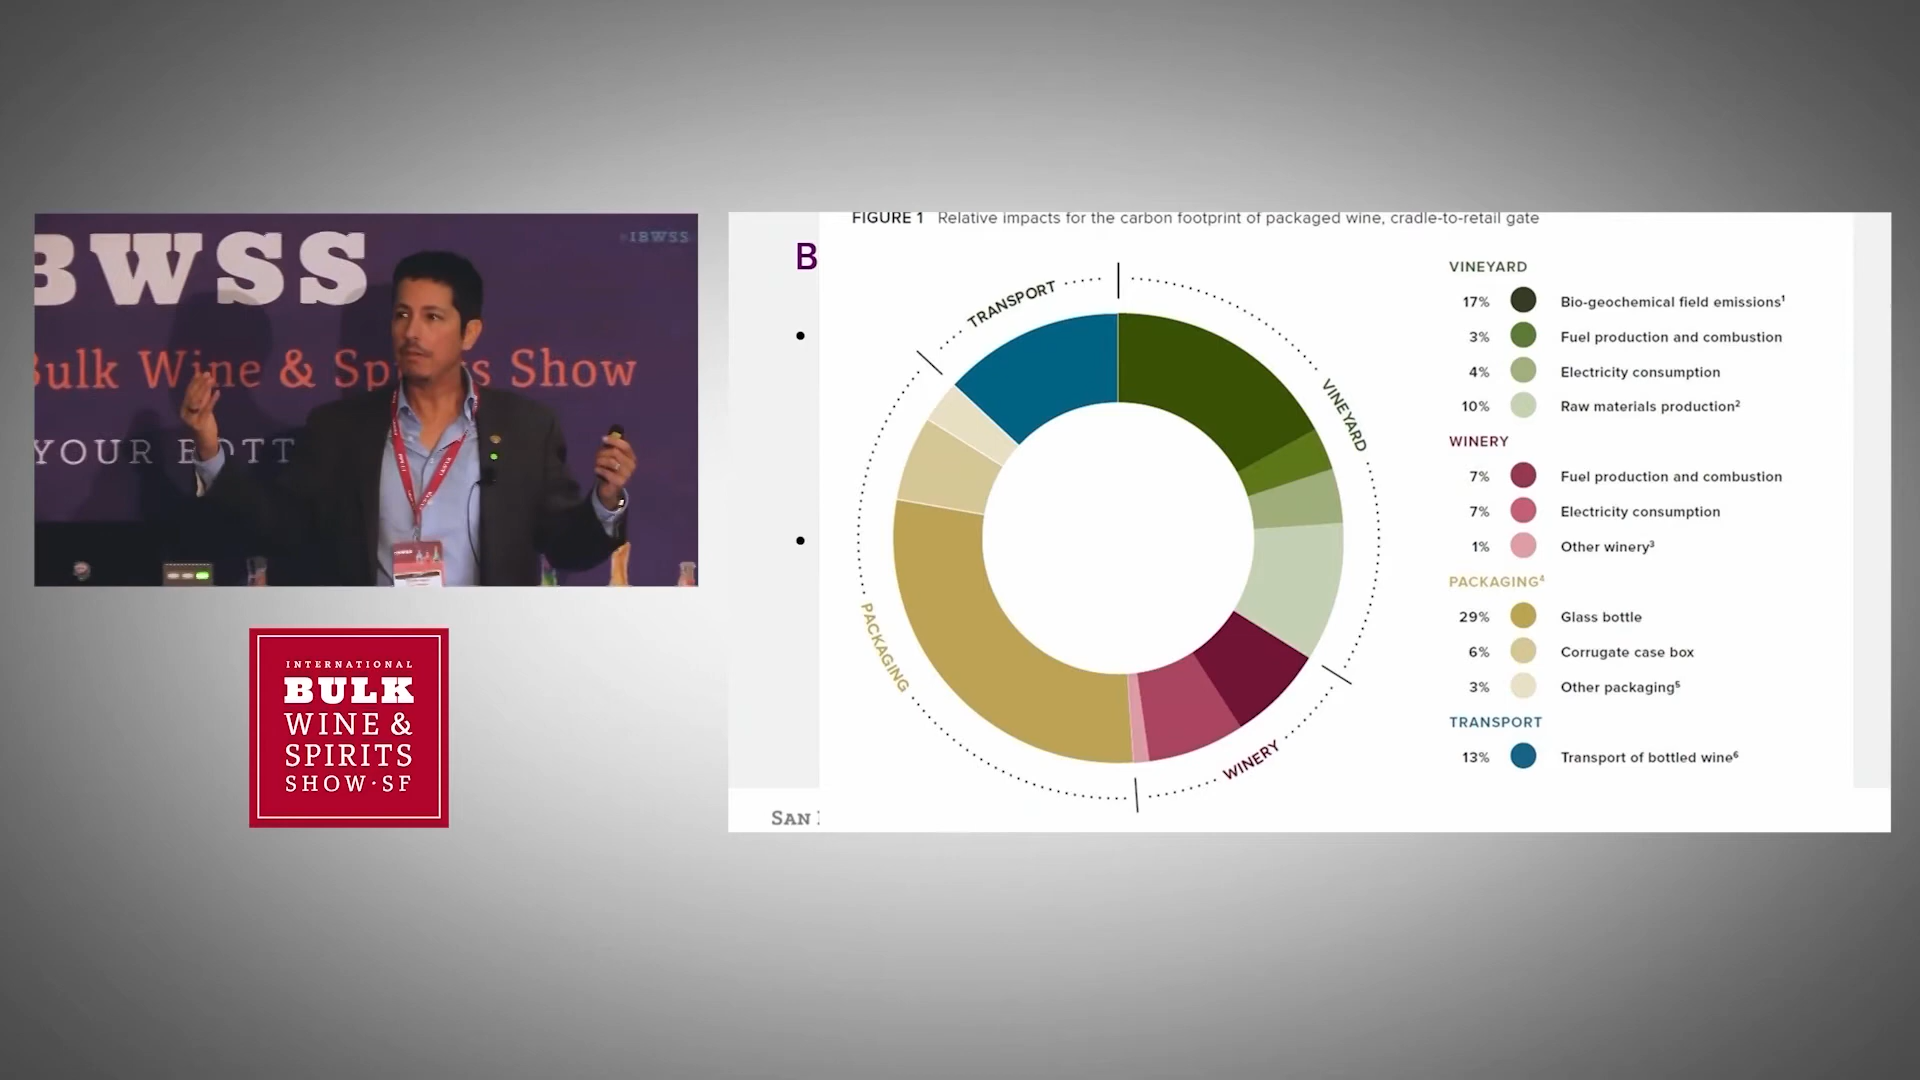 BWSS
IBWSS
Bulk Wine & Spirits Show
YOUR BOTT
INTERNATIONAL
BULK
WINE &
SPIRITS
SHOW·SF
B
SAN
FIGURE 1 Relative impacts for the carbon footprint of packaged wine, cradle-to-retail gate
TRANSPORT
VINEYARD
PACKAGING
WINERY
VINEYARD
17% Bio-geochemical field emissions¹
3% Fuel production and combustion
4% Electricity consumption
10% Raw materials production²
WINERY
7% Fuel production and combustion
7% Electricity consumption
1% Other winery³
PACKAGING⁴
29% Glass bottle
6% Corrugate case box
3% Other packaging⁵
TRANSPORT
13% Transport of bottled wine⁶